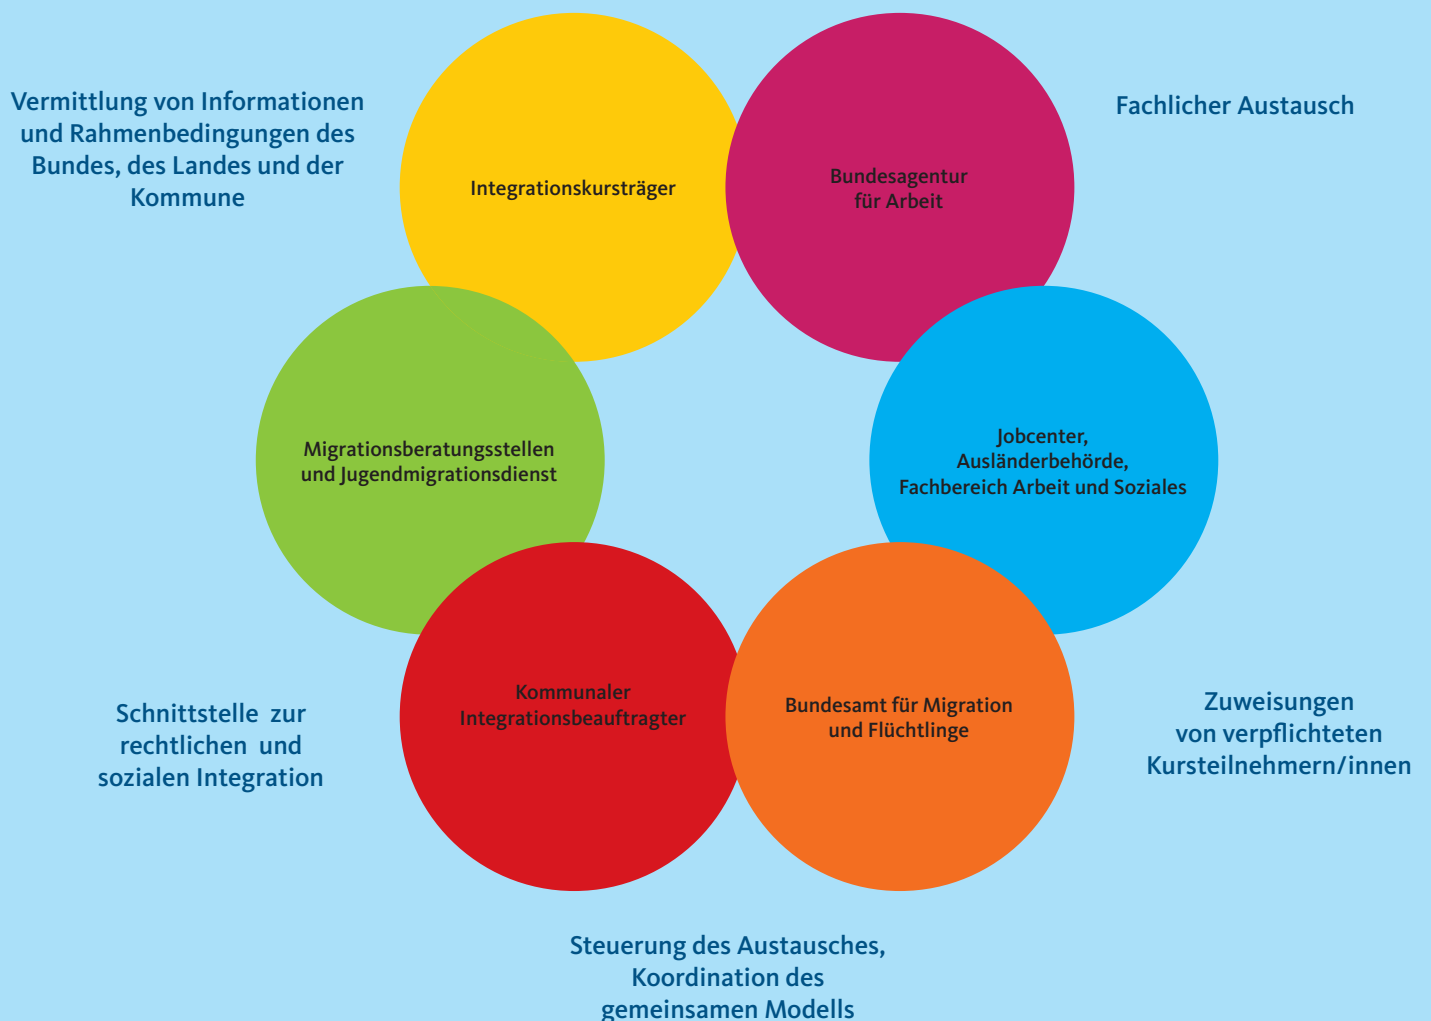 Vermittlung von Informationen
und Rahmenbedingungen des
Bundes, des Landes und der
Kommune
Fachlicher Austausch
Integrationskursträger
Bundesagentur
für Arbeit
Migrationsberatungsstellen
und Jugendmigrationsdienst
Jobcenter,
Ausländerbehörde,
Fachbereich Arbeit und Soziales
Kommunaler
Integrationsbeauftragter
Bundesamt für Migration
und Flüchtlinge
Schnittstelle zur
rechtlichen und
sozialen Integration
Zuweisungen
von verpflichteten
Kursteilnehmern/innen
Steuerung des Austausches,
Koordination des
gemeinsamen Modells